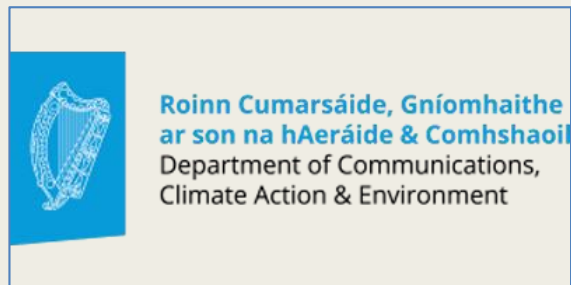 Roinn Cumarsáide, Gníomhaithe
ar son na hAeráide & Comhshaoil
Department of Communications,
Climate Action & Environment